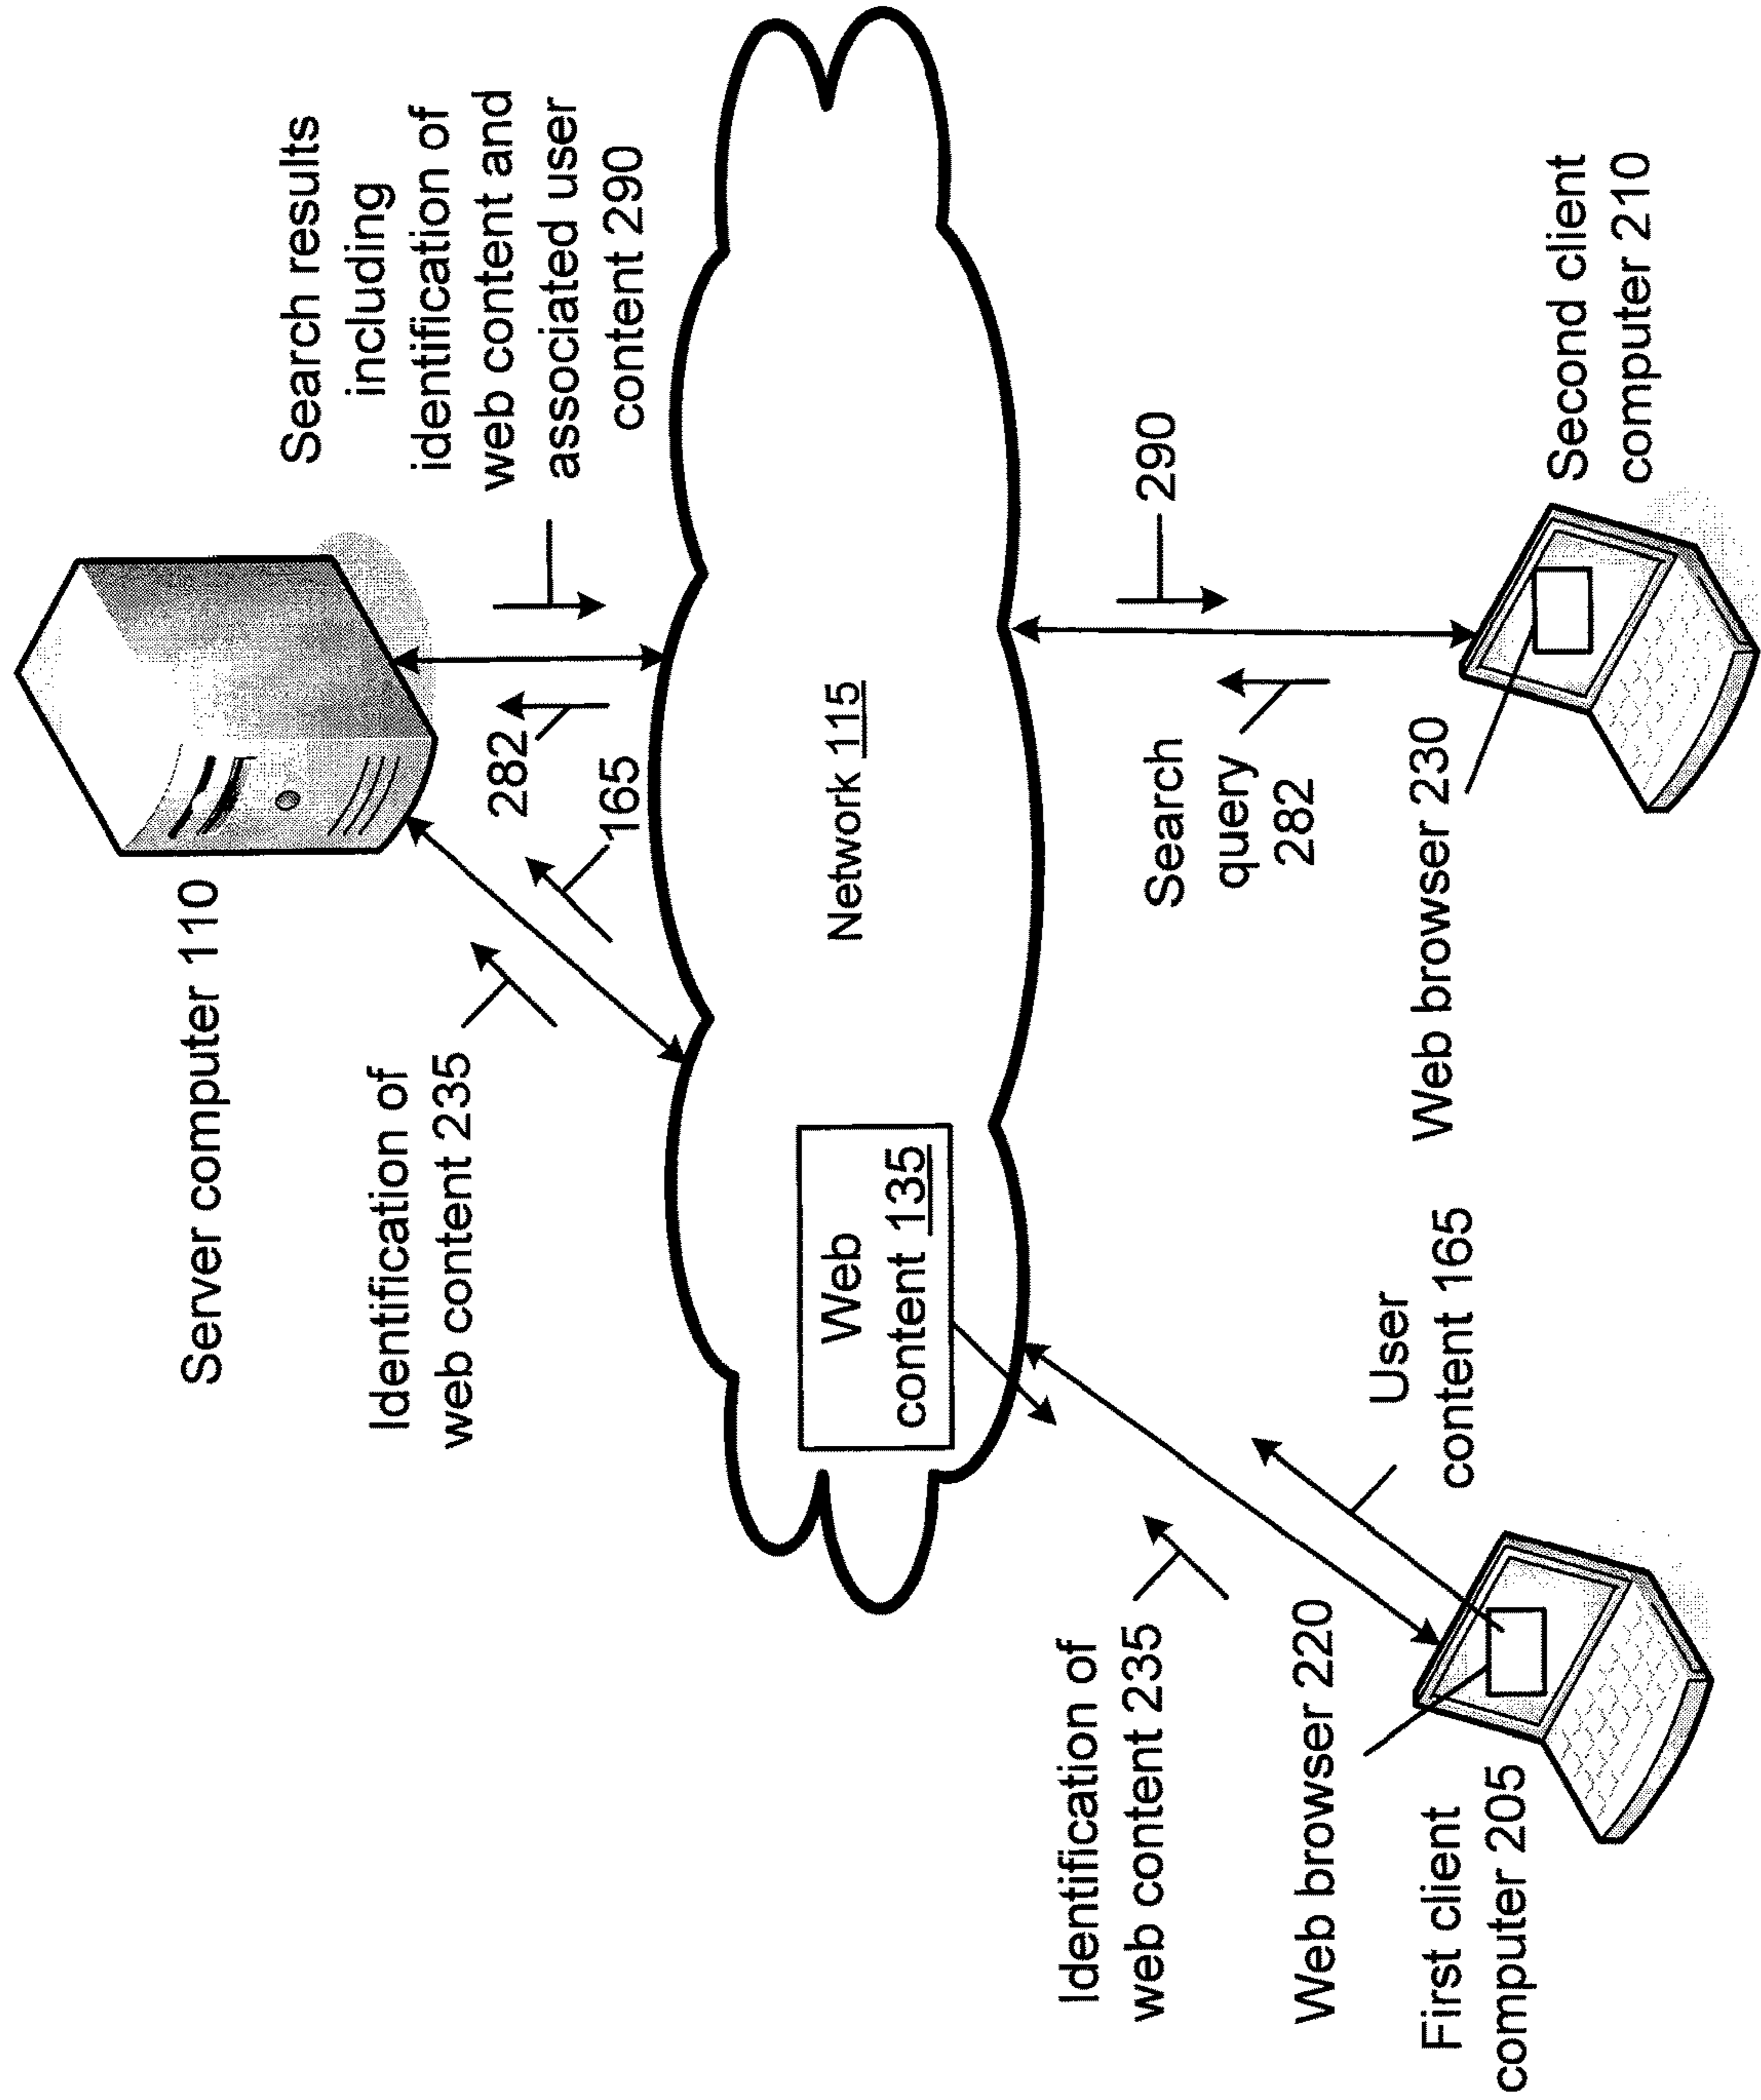 Server computer 110
Search results
including
identification of
web content and
associated user
content 290
Identification of
web content 235
282
165
Network 115
Web
content 135
Identification of
web content 235
User
content 165
Search
query
282
290
Web browser 220
First client
computer 205
Web browser 230
Second client
computer 210